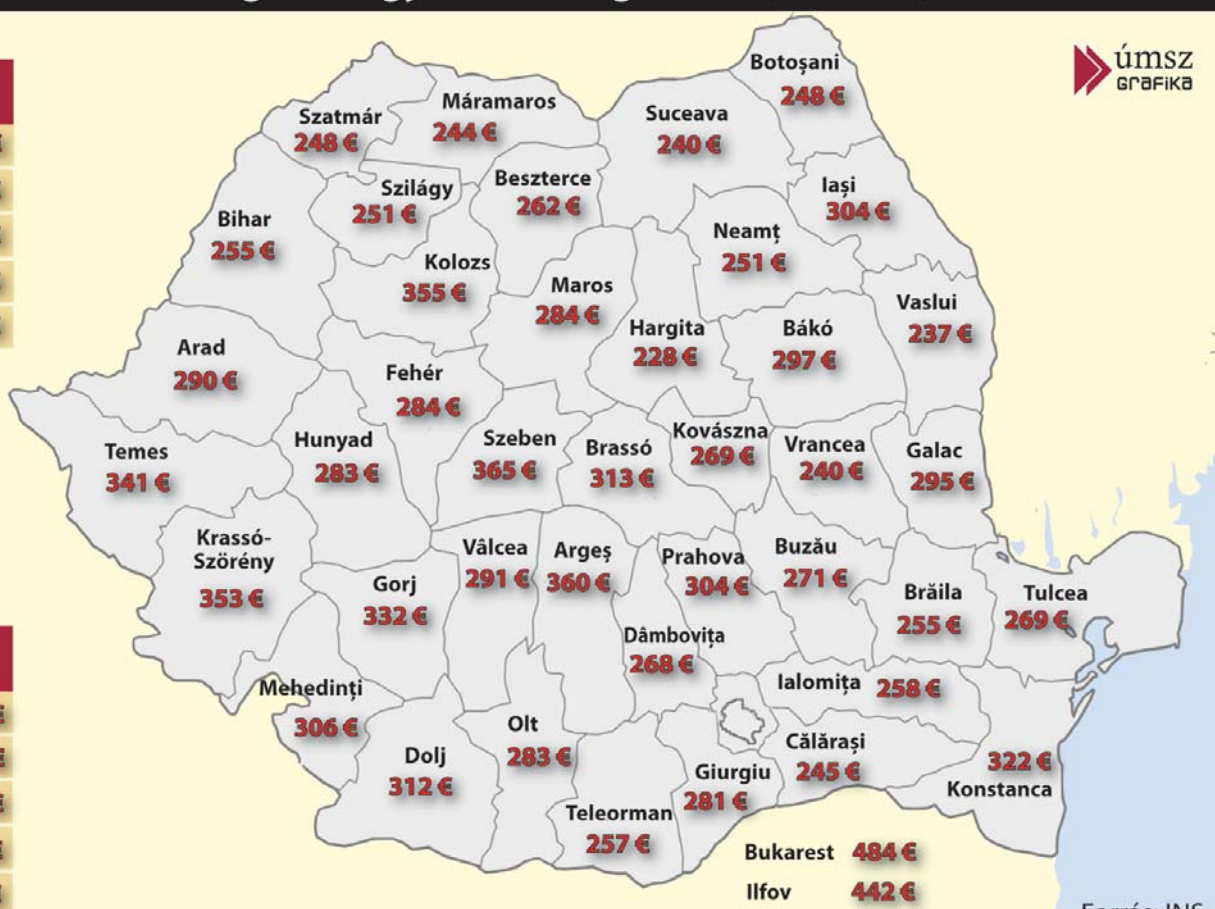 úmsz
GRAFIKA
Botoșani
248 €
Szatmár
248 €
Máramaros
244 €
Suceava
240 €
Szilágy
251 €
Beszterce
262 €
Iași
304 €
Bihar
255 €
Neamț
251 €
Kolozs
355 €
Maros
284 €
Vaslui
237 €
Hargita
228 €
Bákó
297 €
Arad
290 €
Fehér
284 €
Temes
341 €
Hunyad
283 €
Szeben
365 €
Brassó
313 €
Kovászna
269 €
Vrancea
240 €
Galac
295 €
Krassó-
Szörény
353 €
Gorj
332 €
Vâlcea
291 €
Argeș
360 €
Prahova
304 €
Buzău
271 €
Brăila
255 €
Tulcea
269 €
Dâmbovița
268 €
Mehedinți
306 €
Ialomița 258 €
Olt
283 €
Dolj
312 €
Călărași
245 €
Giurgiu
281 €
322 €
Konstanca
Teleorman
257 €
Bukarest 484 €
Ilfov 442 €